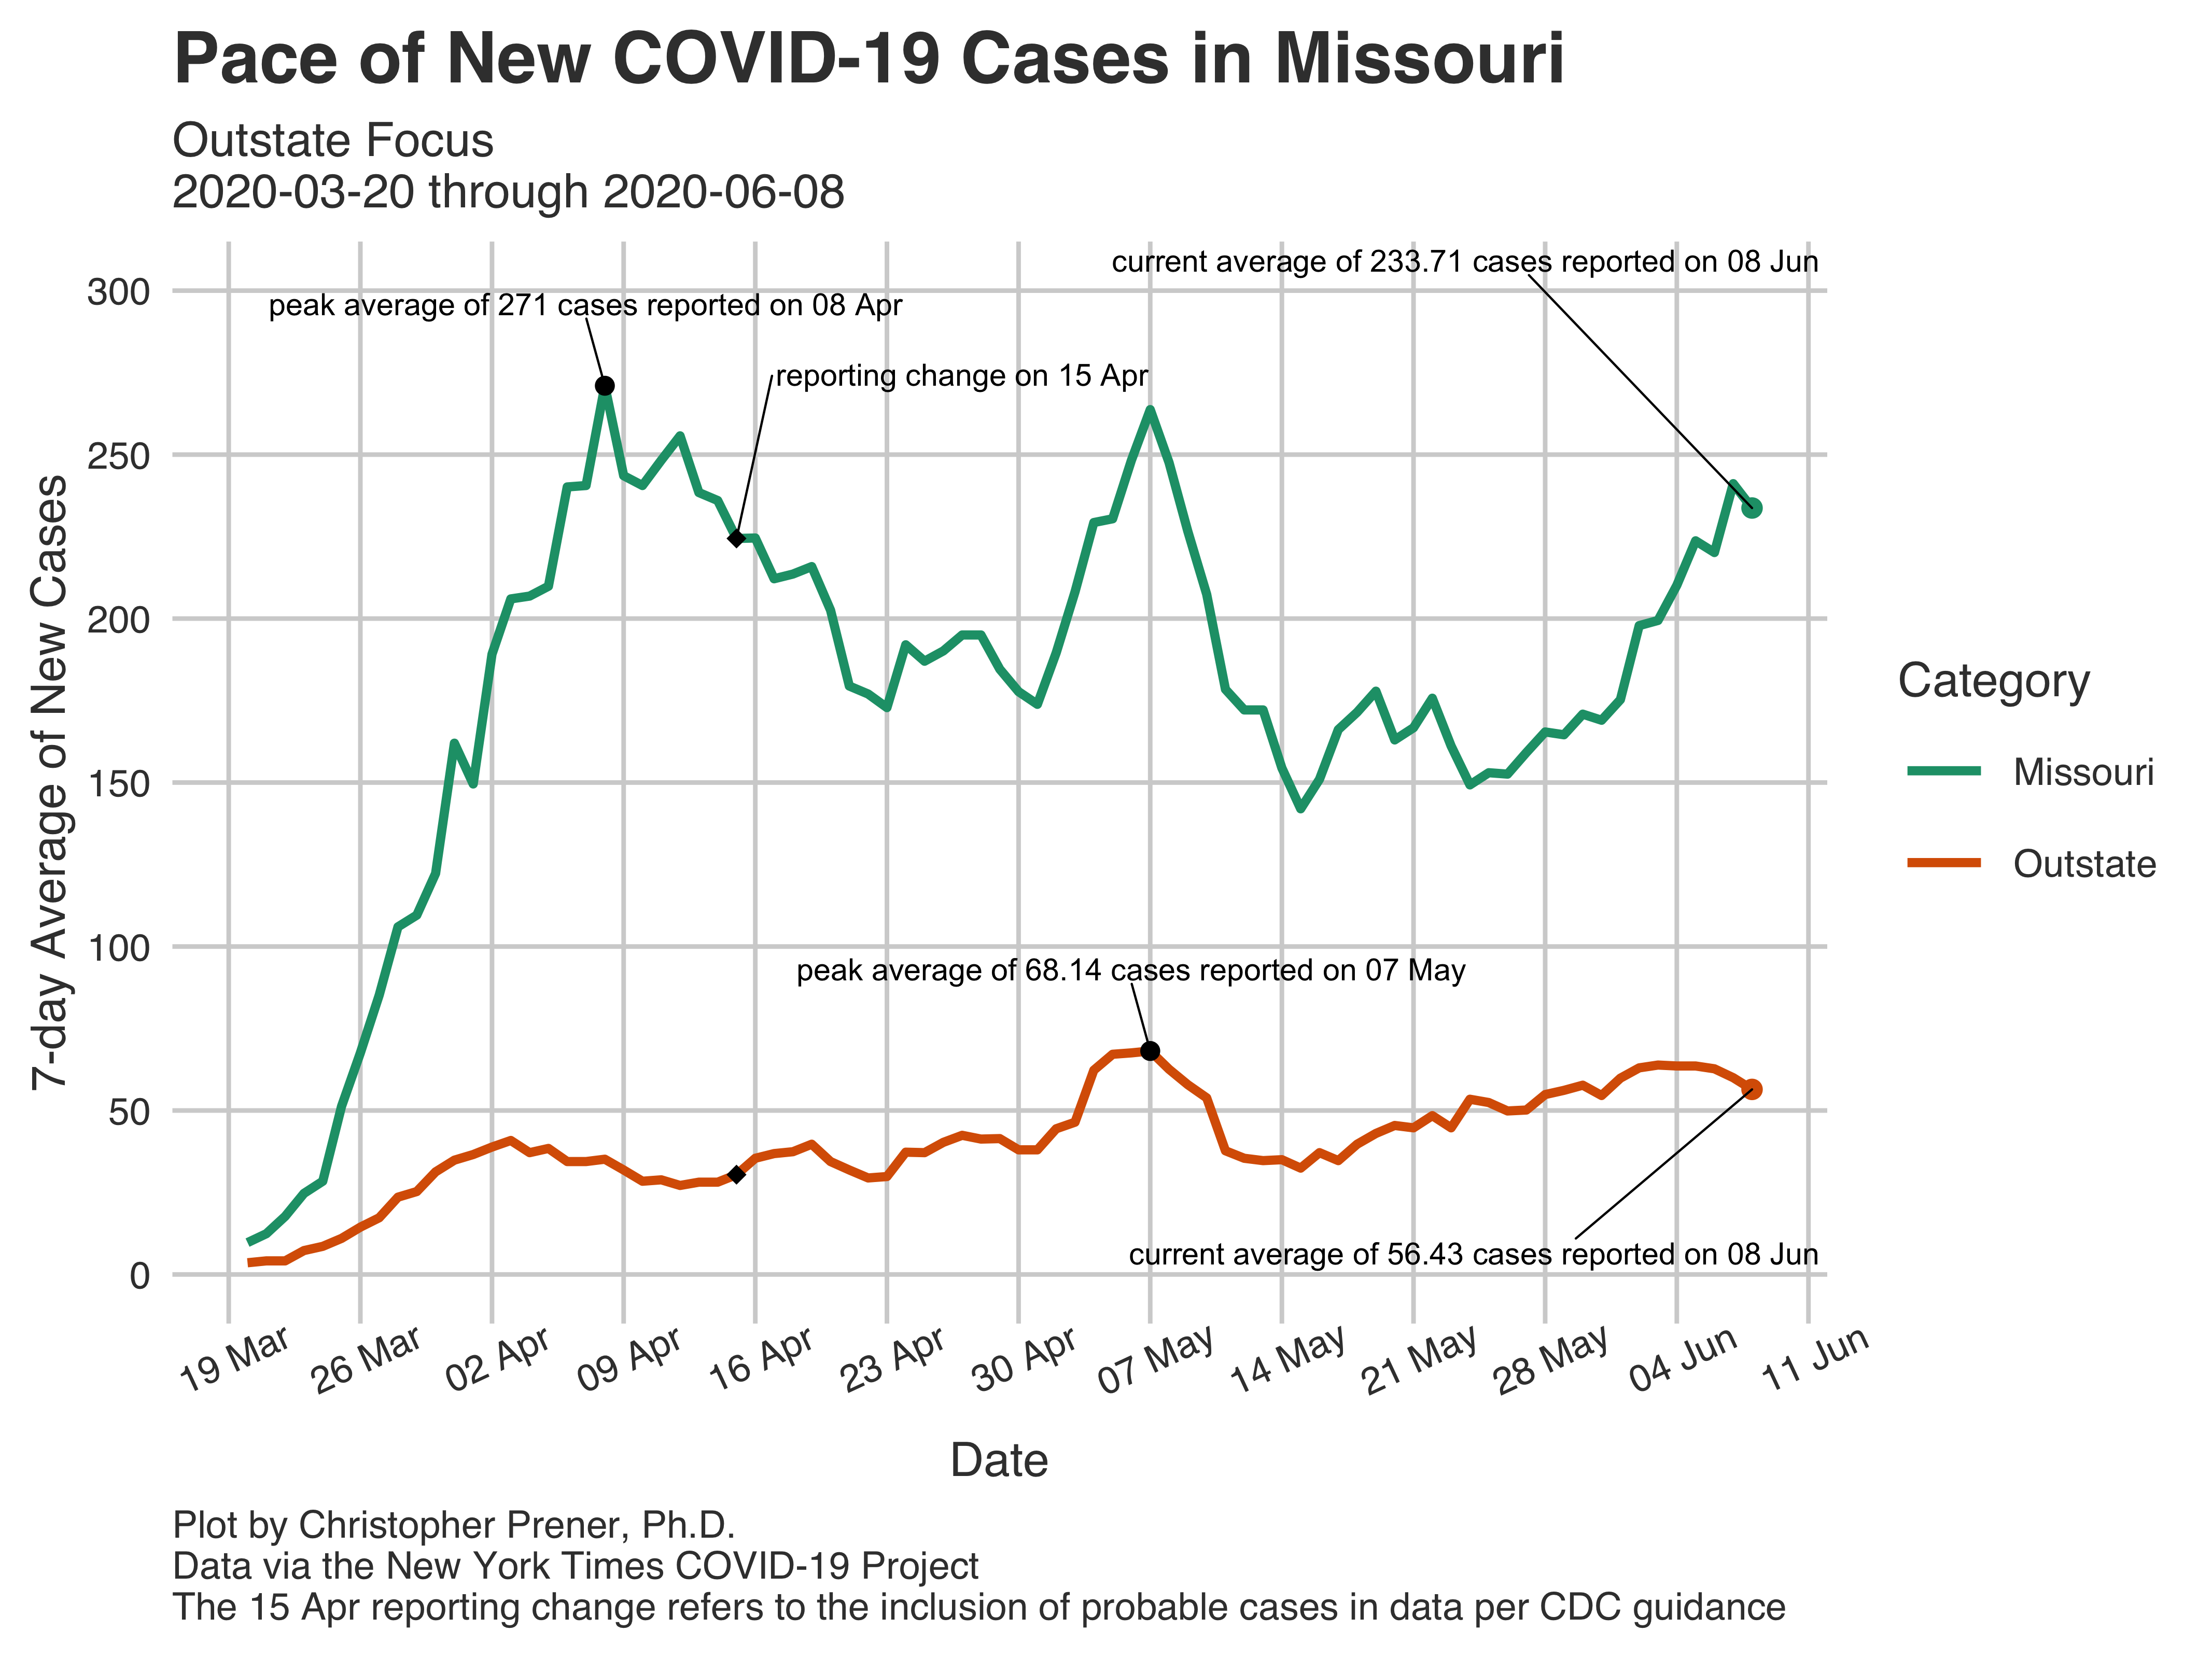 Pace of New COVID-19 Cases in Missouri
Outstate Focus
2020-03-20 through 2020-06-08
current average of 233.71 cases reported on 08 Jun
peak average of 271 cases reported on 08 Apr
reporting change on 15 Apr
peak average of 68.14 cases reported on 07 May
current average of 56.43 cases reported on 08 Jun
7-day Average of New Cases
300
250
200
150
100
50
0
19 Mar
26 Mar
02 Apr
09 Apr
16 Apr
23 Apr
30 Apr
07 May
14 May
21 May
28 May
04 Jun
11 Jun
Date
Category
Missouri
Outstate
Plot by Christopher Prener, Ph.D.
Data via the New York Times COVID-19 Project
The 15 Apr reporting change refers to the inclusion of probable cases in data per CDC guidance